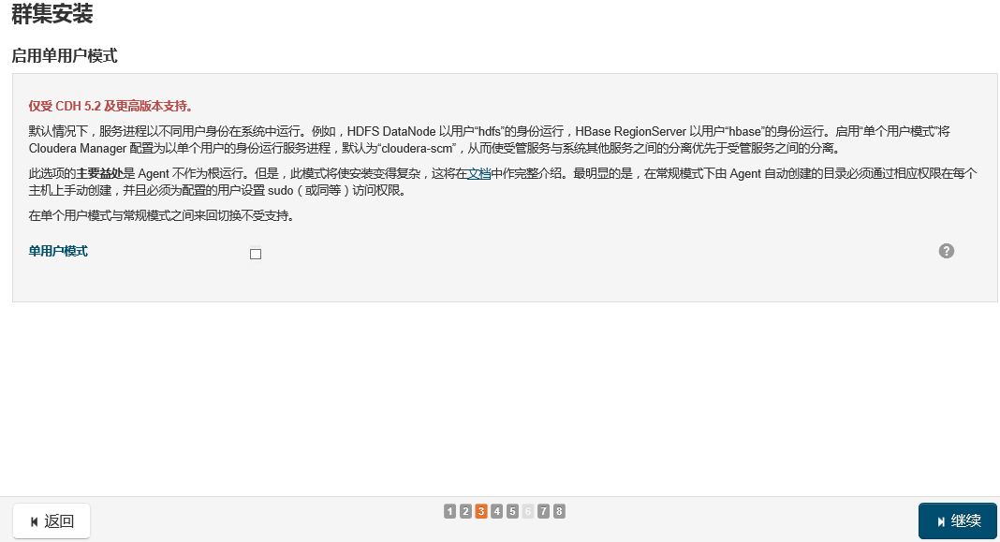 群集安装
启用单用户模式
仅受 CDH 5.2 及更高版本支持。
默认情况下，服务进程以不同用户身份在系统中运行。例如，HDFS DataNode 以用户“hdfs”的身份运行，HBase RegionServer 以用户“hbase”的身份运行。启用“单个用户模式”将
Cloudera Manager 配置为以单个用户的身份运行服务进程，默认为“cloudera-scm”，从而使受管服务与系统其他服务之间的分离优先于受管服务之间的分离。
此选项的主要益处是 Agent 不作为根运行。但是，此模式将使安装变得复杂，这将在文档中作完整介绍。最明显的是，在常规模式下由 Agent 自动创建的目录必须通过相应权限在每个
主机上手动创建，并且必须为配置的用户设置 sudo（或同等）访问权限。
在单个用户模式与常规模式之间来回切换不受支持。
单用户模式 ?
返回 1 2 3 4 5 6 7 8 继续